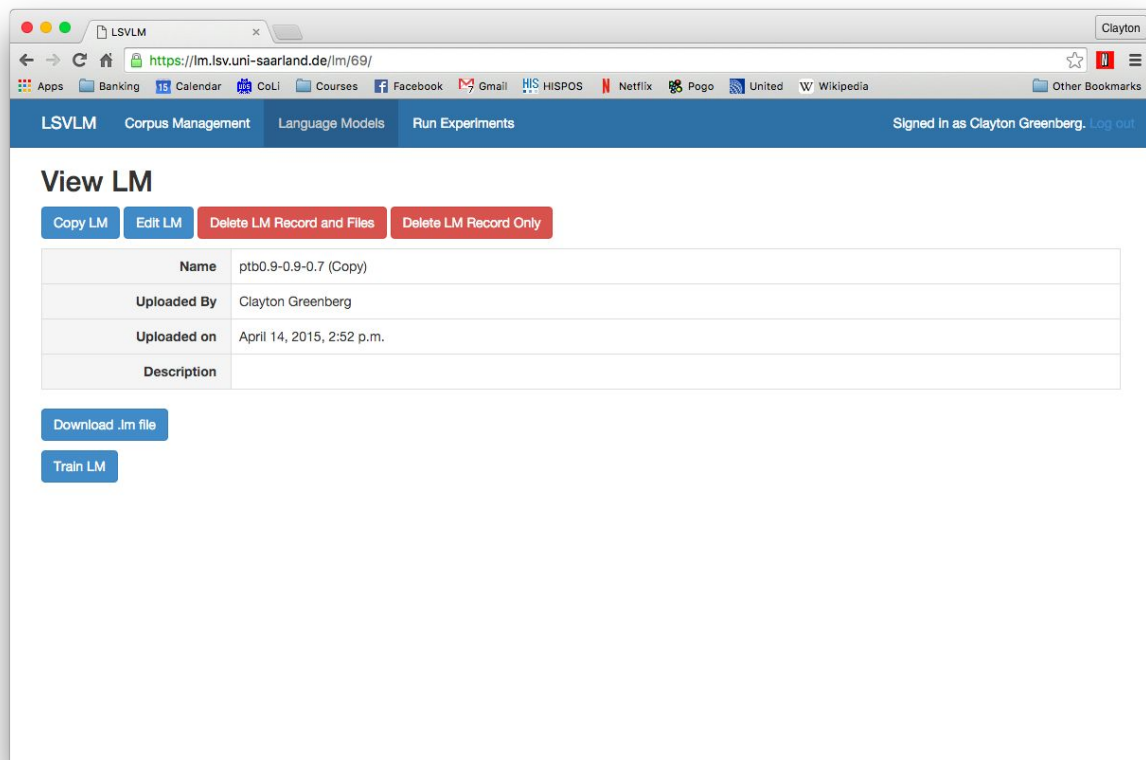 LSVLM
Clayton
https://lm.lsv.uni-saarland.de/lm/69/
Apps Banking 15 Calendar CoLi Courses Facebook Gmail HIS HISPOS Netflix Pogo United W Wikipedia Other Bookmarks
LSVLM Corpus Management Language Models Run Experiments Signed in as Clayton Greenberg. Log out
View LM
Copy LM Edit LM Delete LM Record and Files Delete LM Record Only
Name ptb0.9-0.9-0.7 (Copy)
Uploaded By Clayton Greenberg
Uploaded on April 14, 2015, 2:52 p.m.
Description
Download .lm file
Train LM